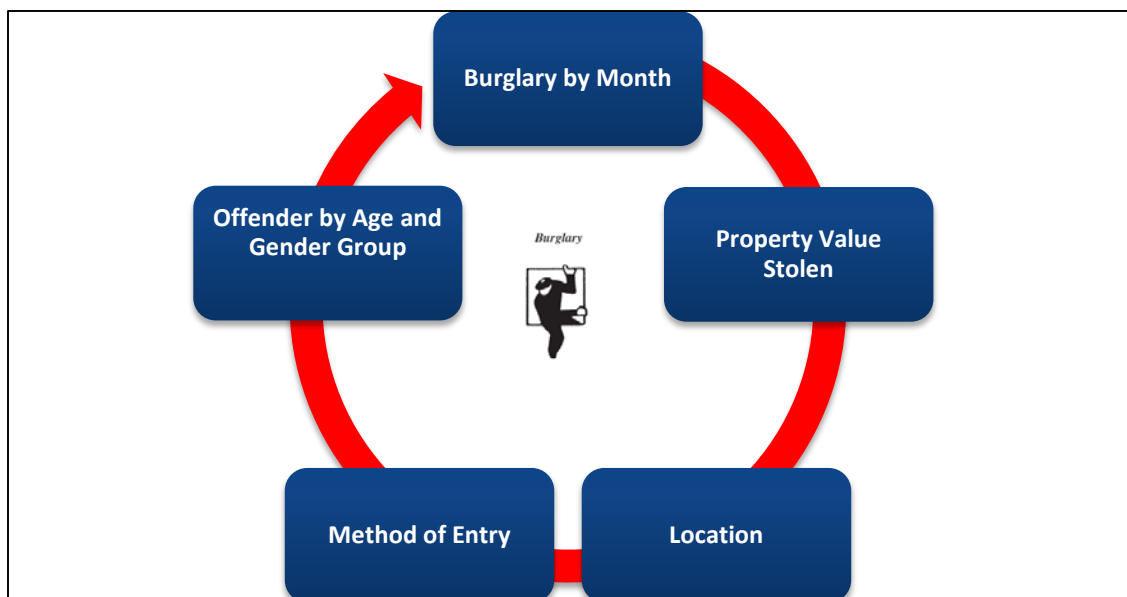 Burglary by Month
Property Value
Stolen
Location
Method of Entry
Offender by Age and
Gender Group
Burglary